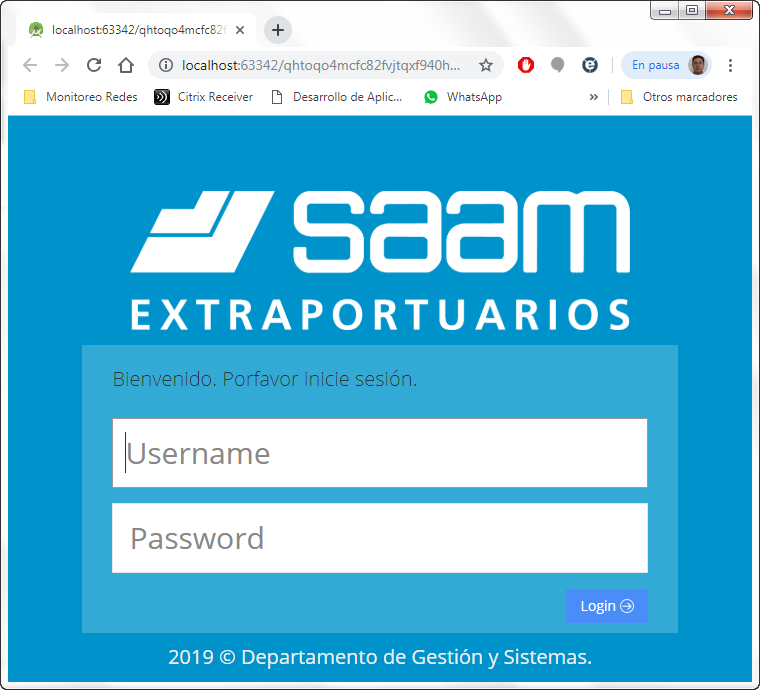 localhost:63342/qhtoqo4mcfc82f
localhost:63342/qhtoqo4mcfc82fvjtqxf940h...
En pausa
Monitoreo Redes
Citrix Receiver
Desarrollo de Aplic...
WhatsApp
»
Otros marcadores
saam
EXTRAPORTUARIOS
Bienvenido. Porfavor inicie sesión.
Username
Password
Login
2019 © Departamento de Gestión y Sistemas.